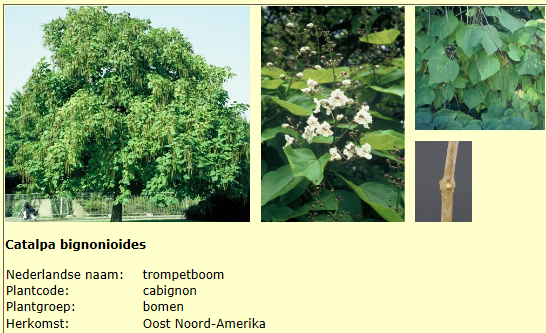 Catalpa bignonioides
Nederlandse naam: trompetboom
Plantcode: cabignon
Plantgroep: bomen
Herkomst: Oost Noord-Amerika